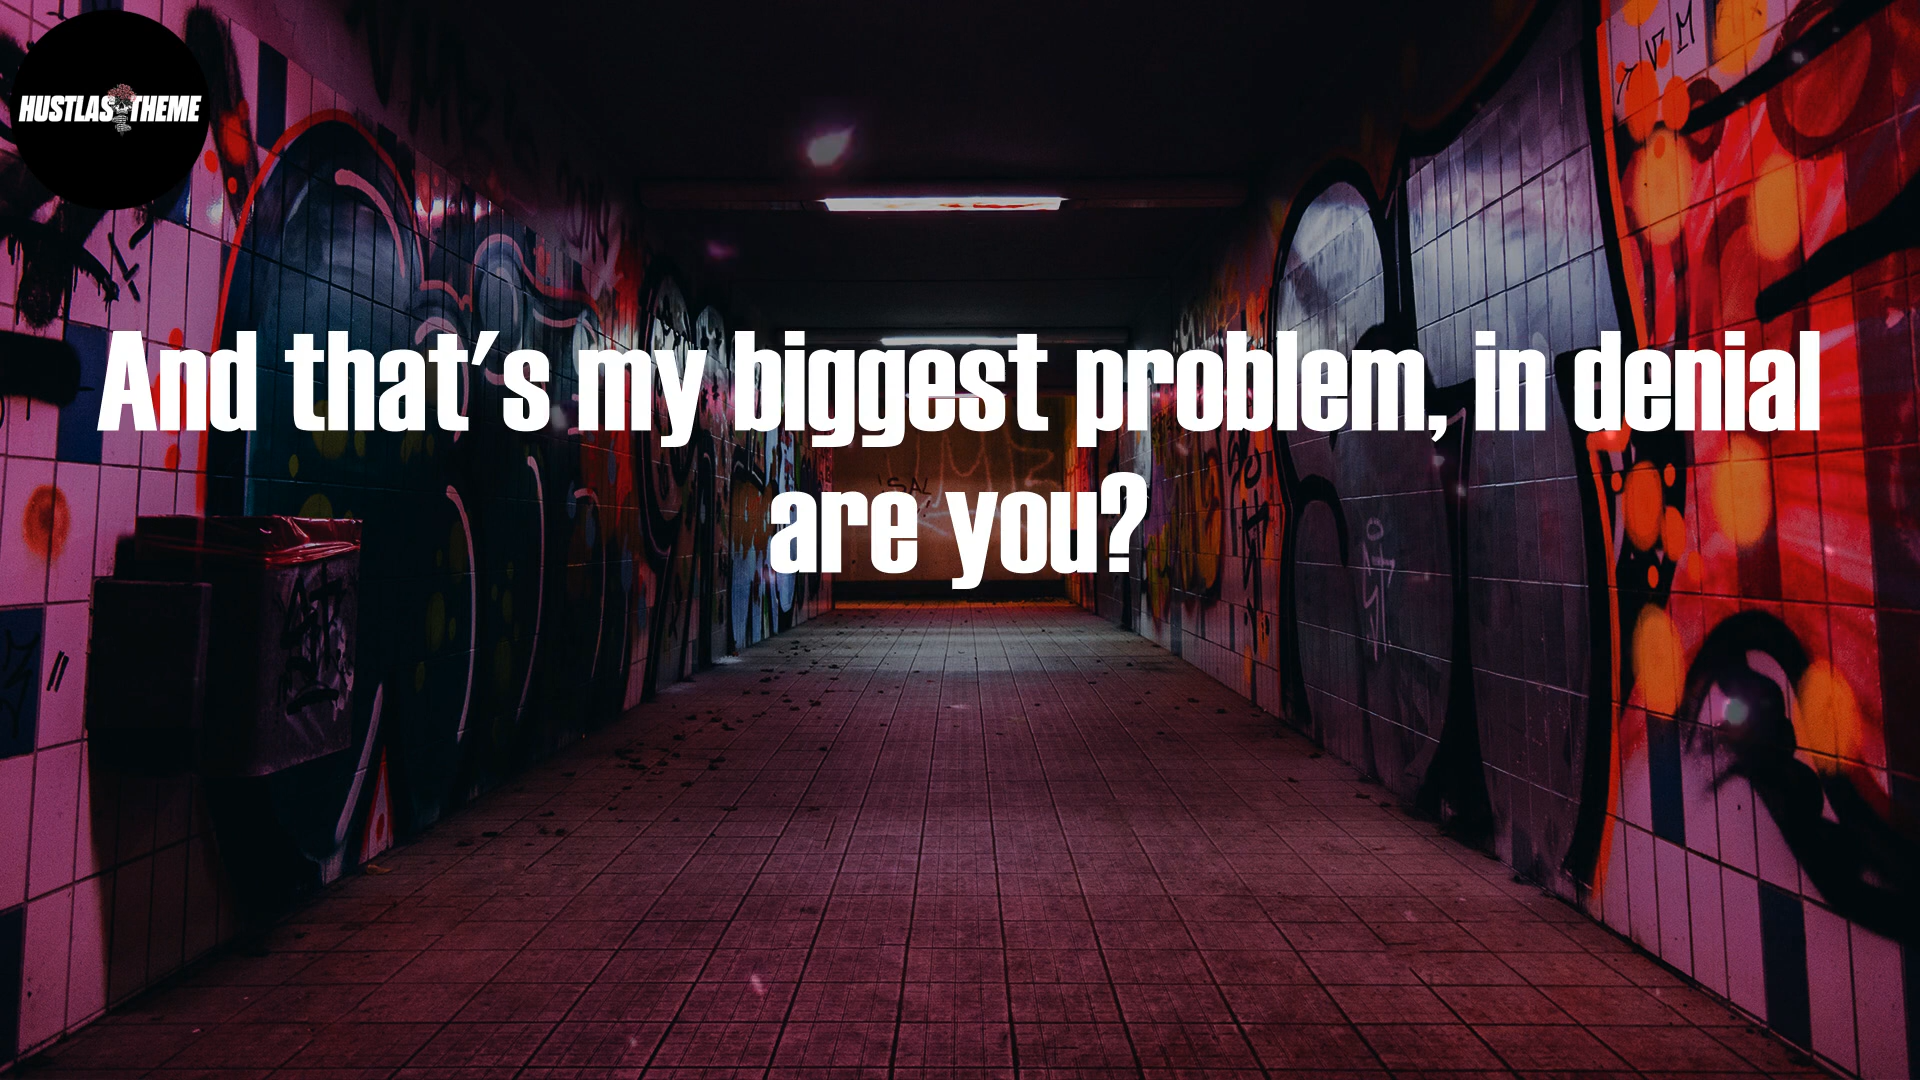 HUSTLAS THEME
And that's my biggest problem, in denial
are you?